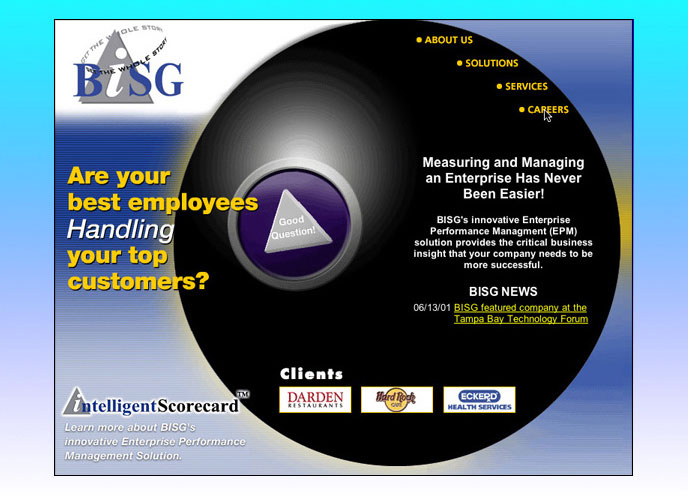 GET THE WHOLE STORY
GET THE WHOLE STORY
BiSG
ABOUT US
SOLUTIONS
SERVICES
CAREERS
Are your
best employees
Handling
your top
customers?
Good
Question!
Measuring and Managing
an Enterprise Has Never
Been Easier!
BISG's innovative Enterprise
Performance Managment (EPM)
solution provides the critical business
insight that your company needs to be
more successful.
BISG NEWS
06/13/01 BISG featured company at the
Tampa Bay Technology Forum
Clients
DARDEN
RESTAURANTS
Hard Rock
CAFE
ECKERD
HEALTH SERVICES
intelligentScorecard™
Learn more about BISG's
innovative Enterprise Performance
Management Solution.